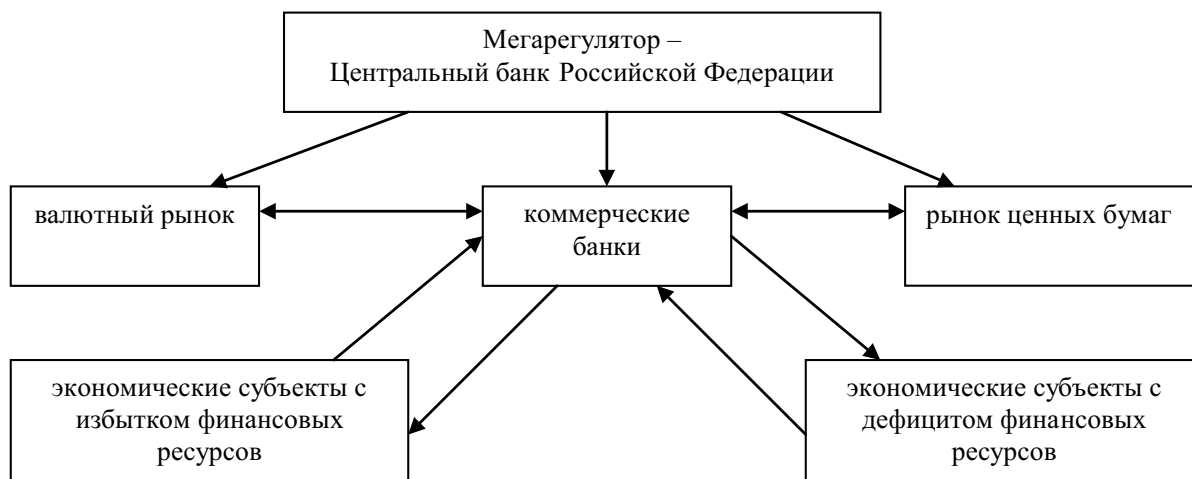 Мегарегулятор –
Центральный банк Российской Федерации
валютный рынок
коммерческие
банки
рынок ценных бумаг
экономические субъекты с
избытком финансовых
ресурсов
экономические субъекты с
дефицитом финансовых
ресурсов